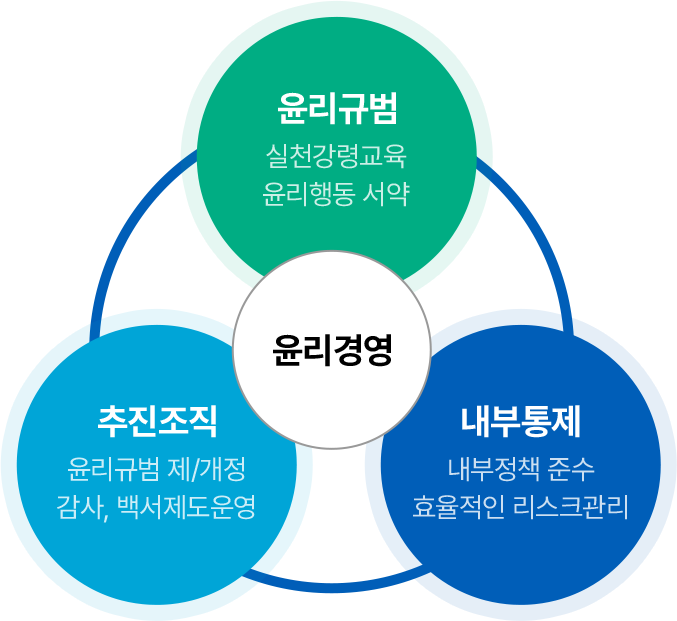 윤리규범
실천강령교육
윤리행동 서약
윤리경영
추진조직
윤리규범 제/개정
감사, 백서제도운영
내부통제
내부정책 준수
효율적인 리스크관리